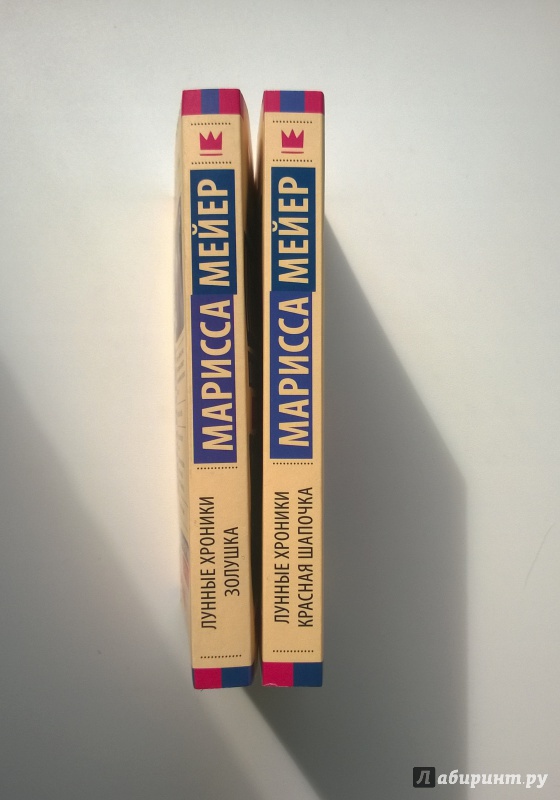 МАРИССА МЕЙЕР
ЛУННЫЕ ХРОНИКИ
ЗОЛУШКА
МАРИССА МЕЙЕР
ЛУННЫЕ ХРОНИКИ
КРАСНАЯ ШАПОЧКА
Лабиринт.ру